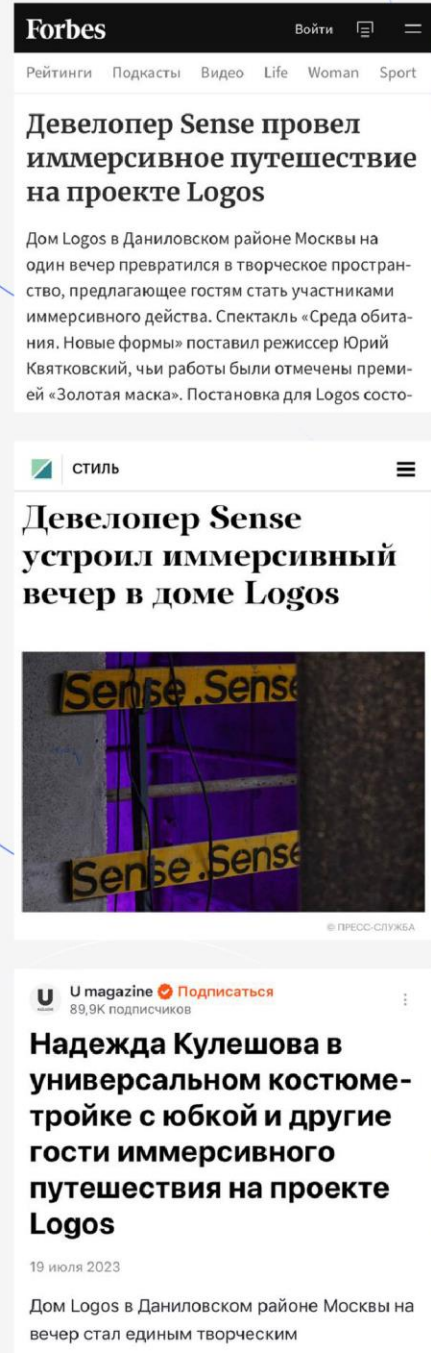 Forbes
Войти
Рейтинги Подкасты Видео Life Woman Sport
Девелопер Sense провел
иммерсивное путешествие
на проекте Logos
Дом Logos в Даниловском районе Москвы на
один вечер превратился в творческое простран-
ство, предлагающее гостям стать участниками
иммерсивного действа. Спектакль «Среда обита-
ния. Новые формы» поставил режиссер Юрий
Квятковский, чьи работы были отмечены преми-
ей «Золотая маска». Постановка для Logos состо-
СТИЛЬ
Девелопер Sense
устроил иммерсивный
вечер в доме Logos
Sense.Sense
Sense.Sense
© ПРЕСС-СЛУЖБА
U magazine Подписаться
89,9K подписчиков
Надежда Кулешова в
универсальном костюме-
тройке с юбкой и другие
гости иммерсивного
путешествия на проекте
Logos
19 июля 2023
Дом Logos в Даниловском районе Москвы на
вечер стал единым творческим